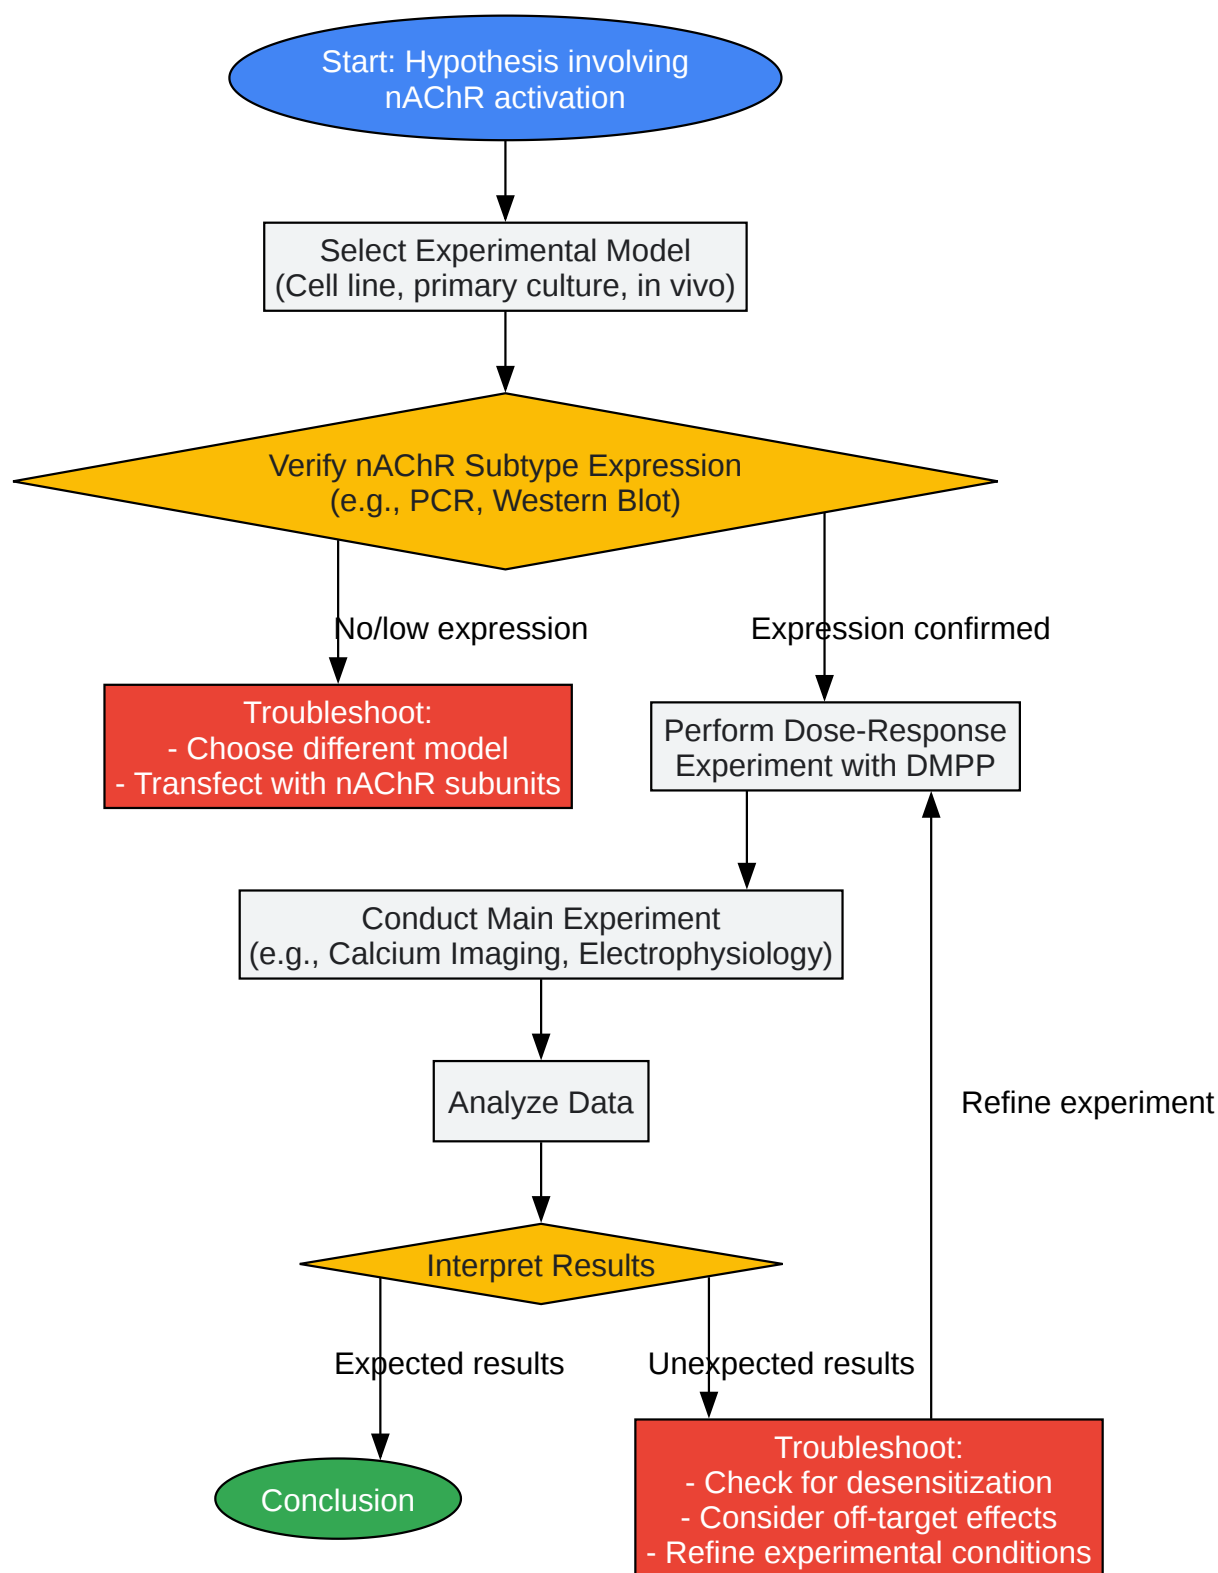 Start: Hypothesis involving
nAChR activation
Select Experimental Model
(Cell line, primary culture, in vivo)
Verify nAChR Subtype Expression
(e.g., PCR, Western Blot)
No/low expression
Expression confirmed
Troubleshoot:
- Choose different model
- Transfect with nAChR subunits
Perform Dose-Response
Experiment with DMPP
Conduct Main Experiment
(e.g., Calcium Imaging, Electrophysiology)
Analyze Data
Refine experiment
Interpret Results
Expected results
Unexpected results
Conclusion
Troubleshoot:
- Check for desensitization
- Consider off-target effects
- Refine experimental conditions